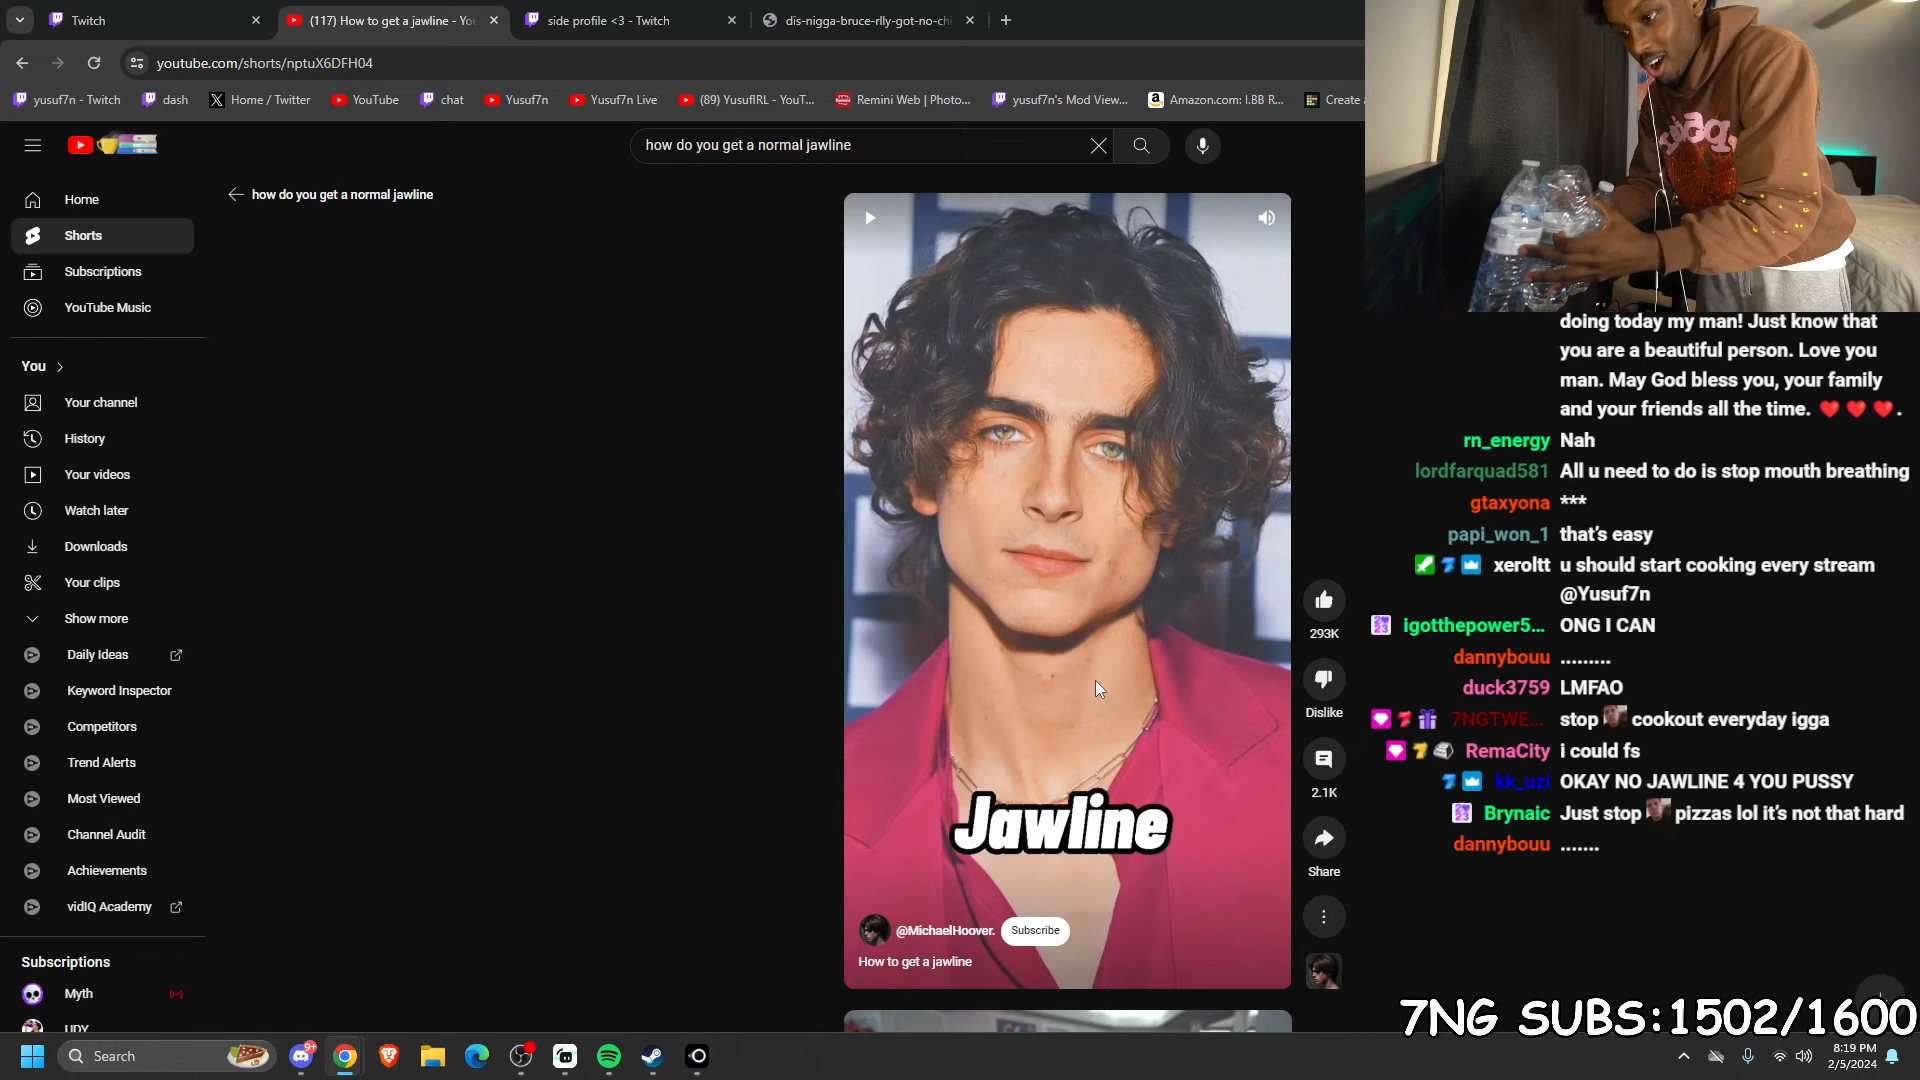 Twitch
(117) How to get a jawline - You
side profile <3 - Twitch
dis-nigga-bruce-rlly-got-no-chi
youtube.com/shorts/nptuX6DFH04
yusuf7n - Twitch
dash
Home / Twitter
YouTube
chat
Yusuf7n
Yusuf7n Live
(89) YusufIRL - YouT...
Remini Web | Photo...
yusuf7n's Mod View...
Amazon.com: I.BB R...
Create a
how do you get a normal jawline
Home
Shorts
Subscriptions
YouTube Music
You
Your channel
History
Your videos
Watch later
Downloads
Your clips
Show more
Daily Ideas
Keyword Inspector
Competitors
Trend Alerts
Most Viewed
Channel Audit
Achievements
vidIQ Academy
Subscriptions
Myth
how do you get a normal jawline
Jawline
@MichaelHoover.
Subscribe
How to get a jawline
293K
Dislike
2.1K
Share
doing today my man! Just know that
you are a beautiful person. Love you
man. May God bless you, your family
and your friends all the time. ❤ ❤ ❤ .
rn_energy Nah
lordfarquad581 All u need to do is stop mouth breathing
gtaxyona ***
papi_won_1 that's easy
xeroltt u should start cooking every stream
@Yusuf7n
igotthepower5... ONG I CAN
dannybouu .........
duck3759 LMFAO
7NGTWE... stop cookout everyday igga
RemaCity i could fs
kk_uzi OKAY NO JAWLINE 4 YOU PUSSY
Brynaic Just stop pizzas lol it's not that hard
dannybouu .......
7NG SUBS:1502/1600
Search
9+
8:19 PM
2/5/2024